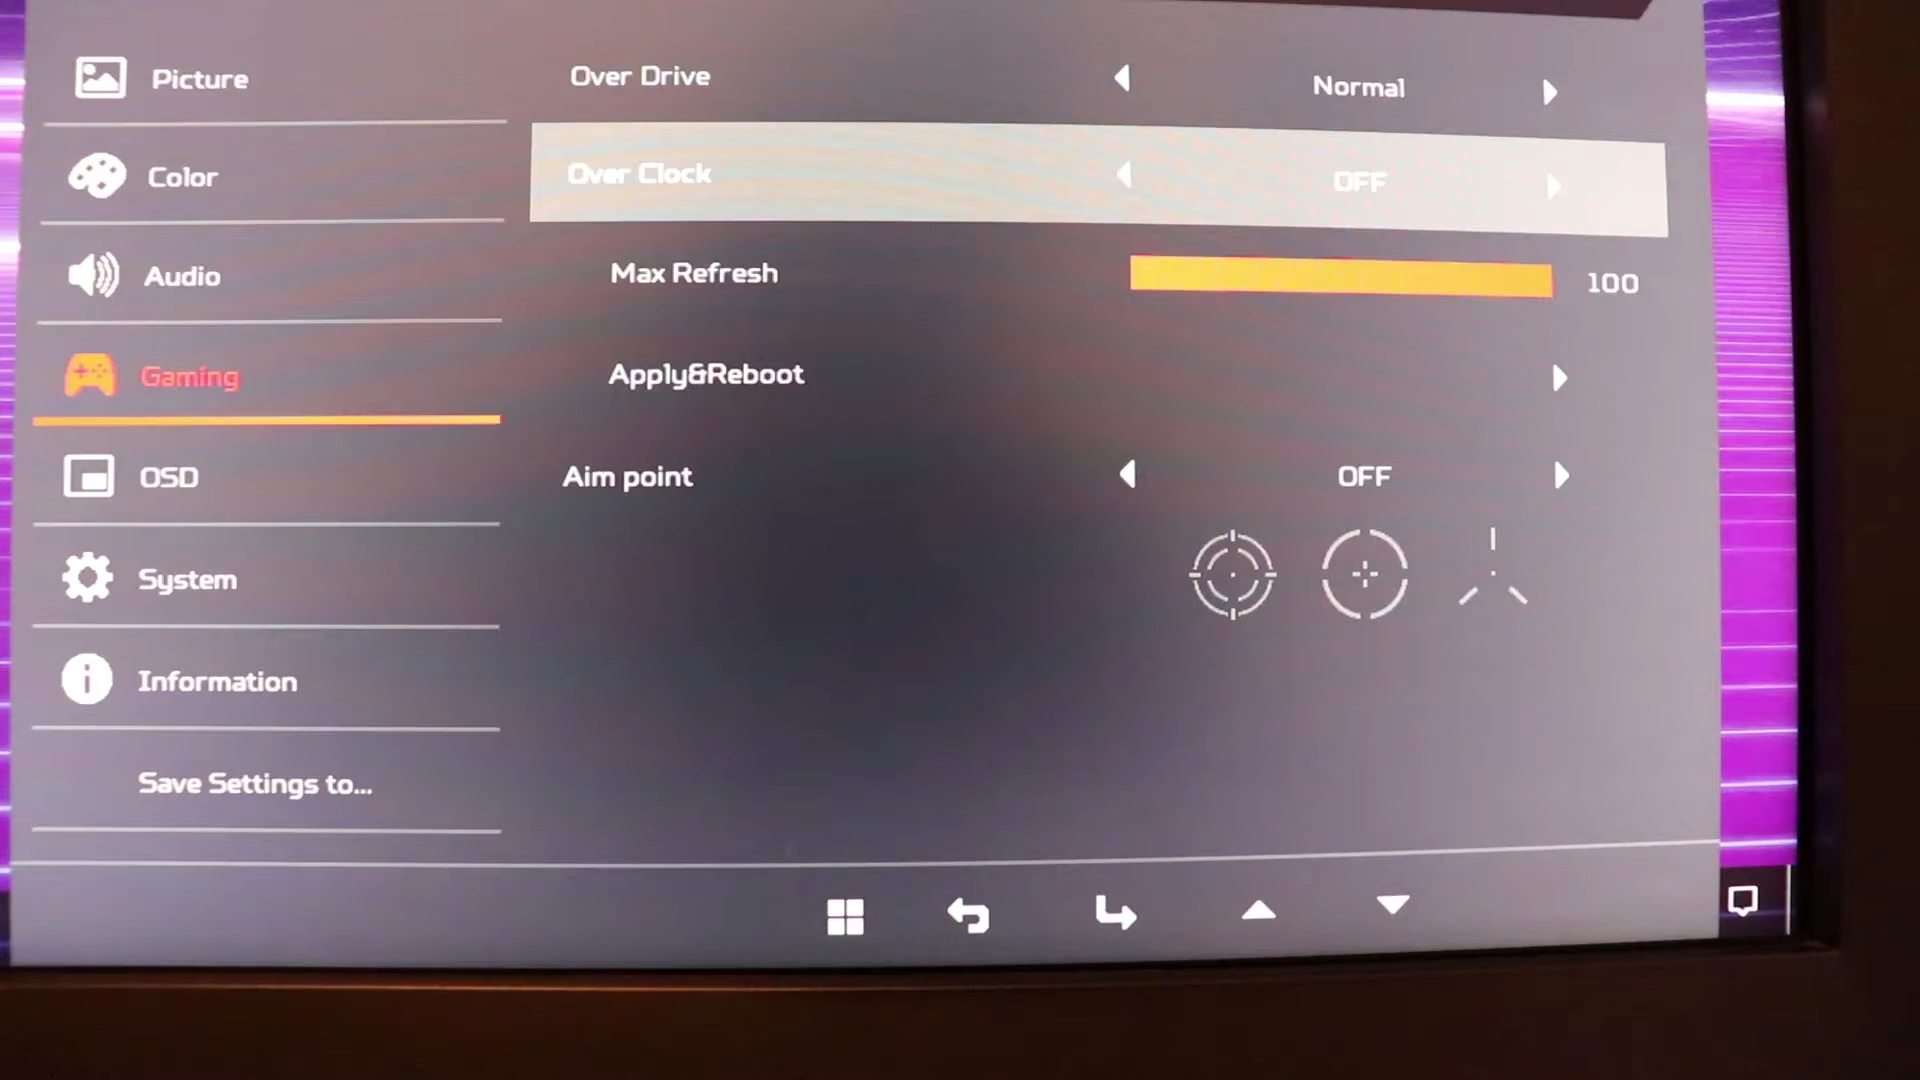 Picture
Color
Audio
Gaming
OSD
System
Information
Save Settings to...
Over Drive Normal
Over Clock OFF
Max Refresh 100
Apply&Reboot
Aim point OFF